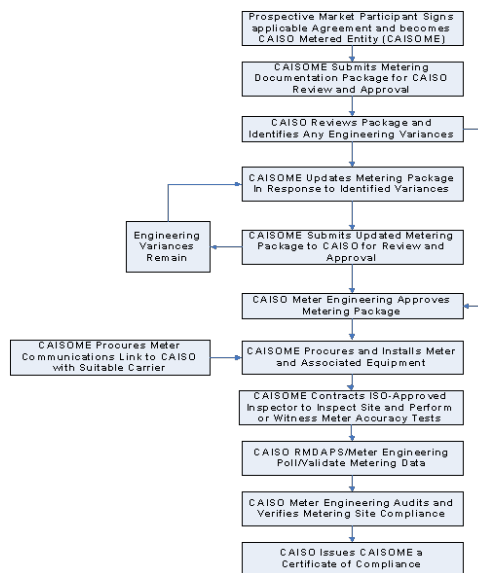 Prospective Market Participant Signs
applicable Agreement and becomes
CAISO Metered Entity (CAISOME)
CAISOME Submits Metering
Documentation Package for CAISO
Review and Approval
CAISO Reviews Package and
Identifies Any Engineering Variances
CAISOME Updates Metering Package
In Response to Identified Variances
Engineering
Variances
Remain
CAISOME Submits Updated Metering
Package to CAISO for Review and
Approval
CAISO Meter Engineering Approves
Metering Package
CAISOME Procures Meter
Communications Link to CAISO
with Suitable Carrier
CAISOME Procures and Installs Meter
and Associated Equipment
CAISOME Contracts ISO-Approved
Inspector to Inspect Site and Perform
or Witness Meter Accuracy Tests
CAISO RMDAPS/Meter Engineering
Poll/Validate Metering Data
CAISO Meter Engineering Audits and
Verifies Metering Site Compliance
CAISO Issues CAISOME a
Certificate of Compliance